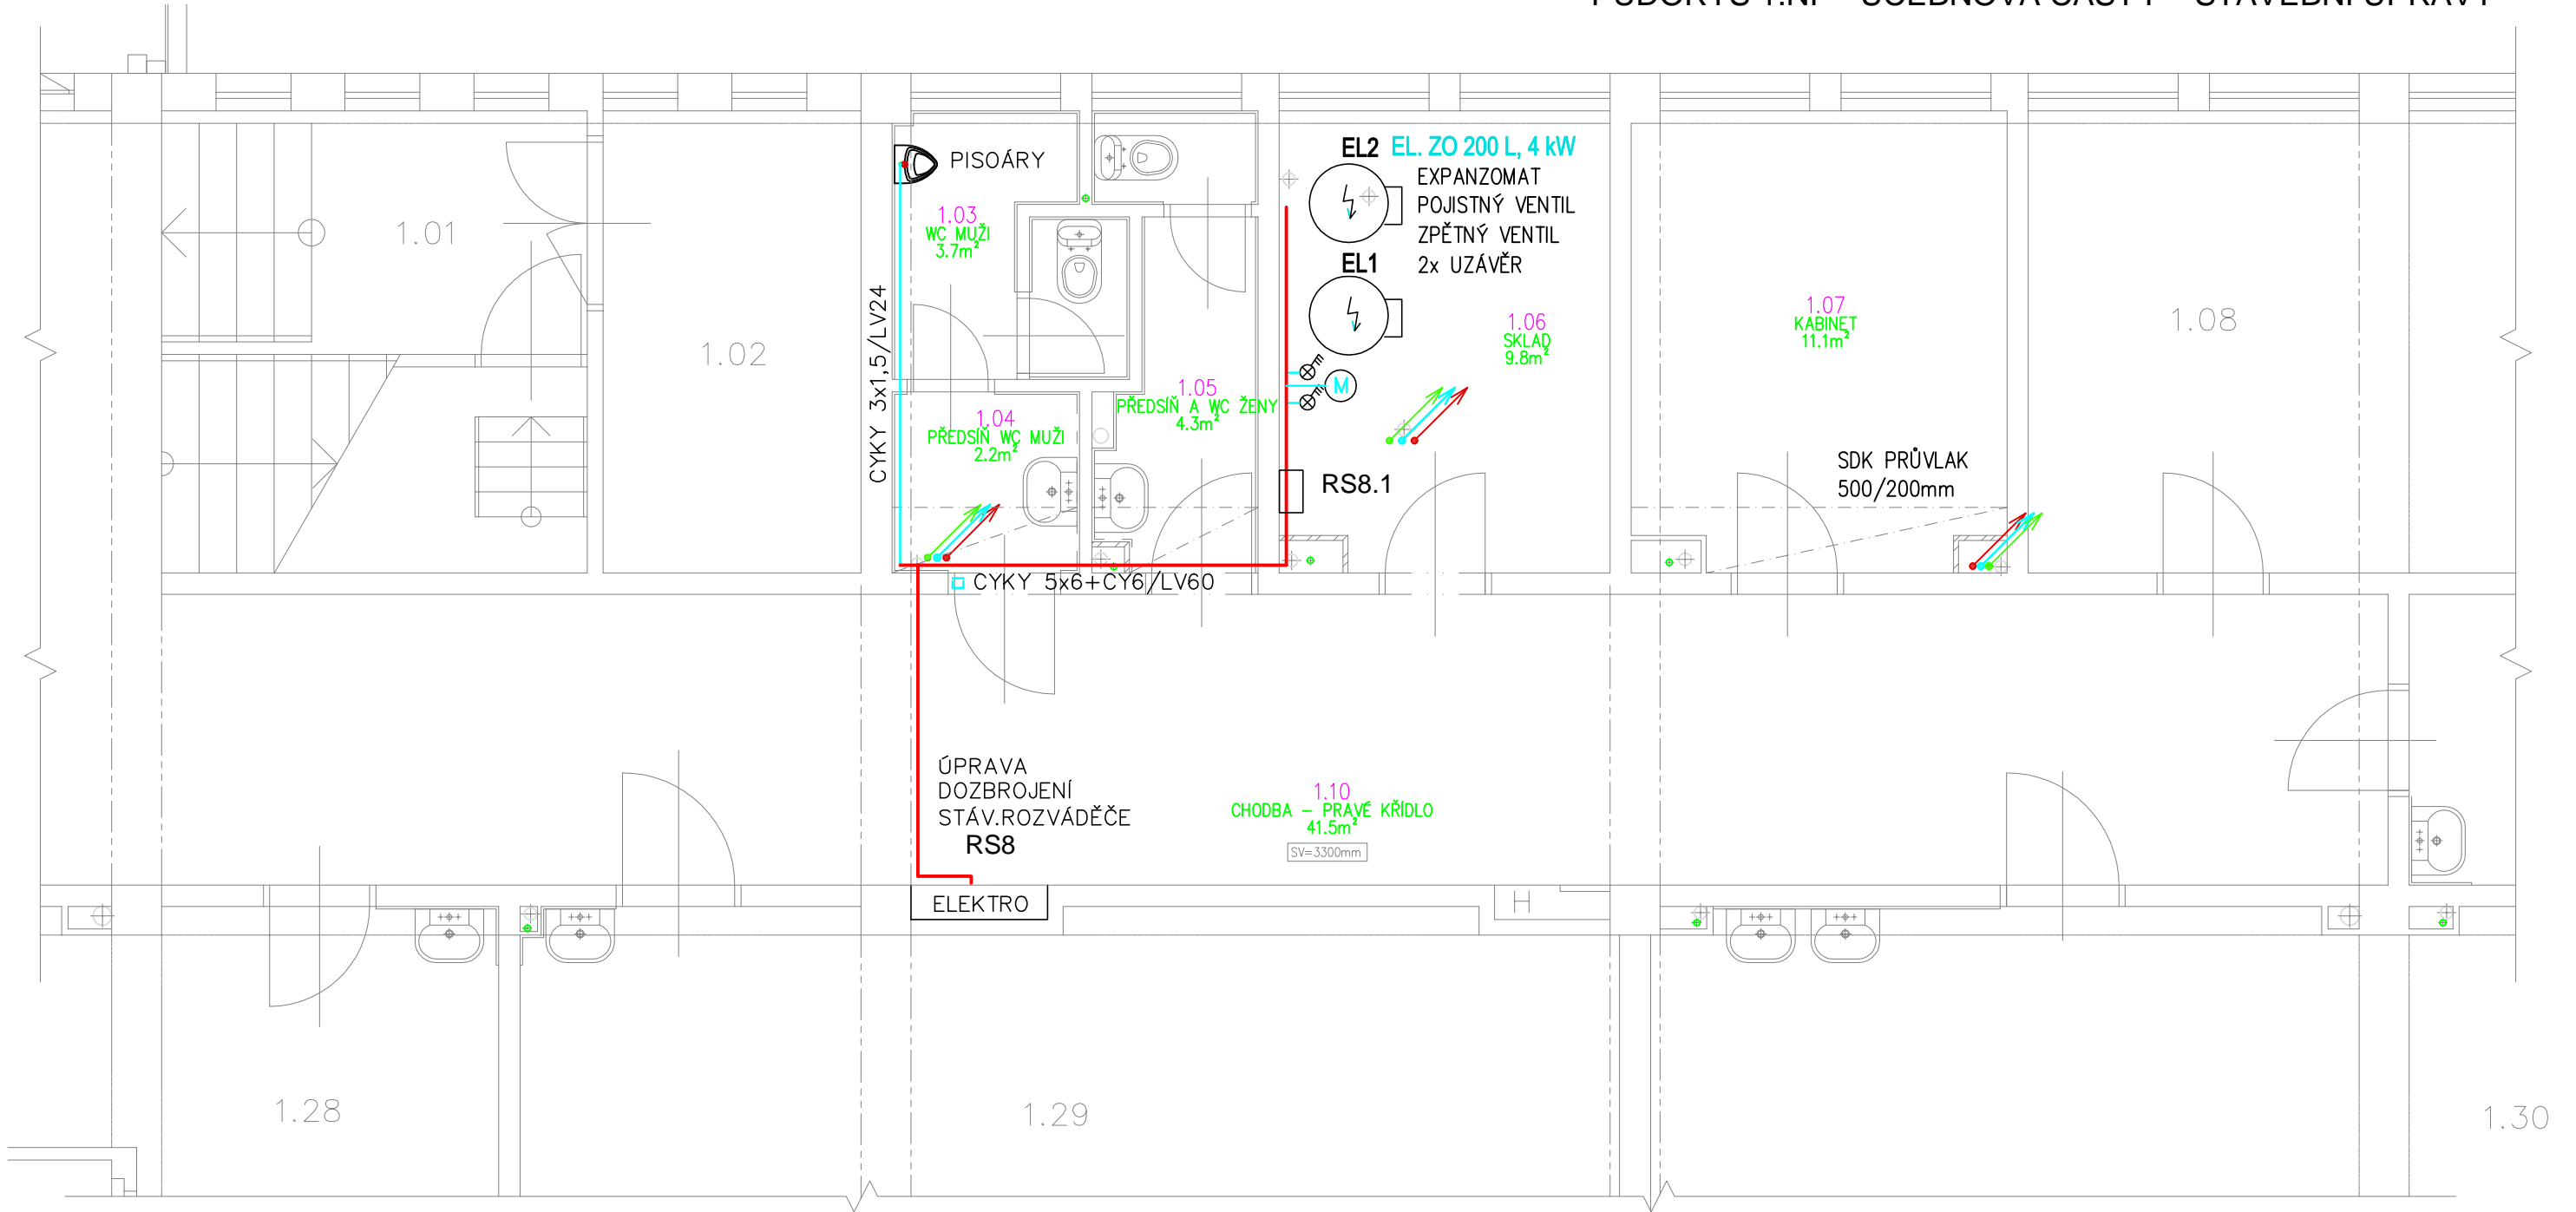 EL2 EL. ZO 200 L, 4 kW
EXPANZOMAT
POJISTNÝ VENTIL
ZPĚTNÝ VENTIL
2x UZÁVĚR
EL1
PISOÁRY
1.01
1.02
1.03
WC MUŽI
3.7m²
CYKY 3x1,5/LV24
1.04
PŘEDSÍŇ WC MUŽI
2.2m²
1.05
PŘEDSÍŇ A WC ŽENY
4.3m²
M
1.06
SKLAD
9.8m²
1.07
KABINET
11.1m²
1.08
RS8.1
SDK PRŮVLAK
500/200mm
CYKY 5x6+CY6/LV60
ÚPRAVA
DOZBROJENÍ
STÁV.ROZVÁDĚČE
RS8
1.10
CHODBA – PRAVÉ KŘÍDLO
41.5m²
SV=3300mm
ELEKTRO
H
1.28
1.29
1.30